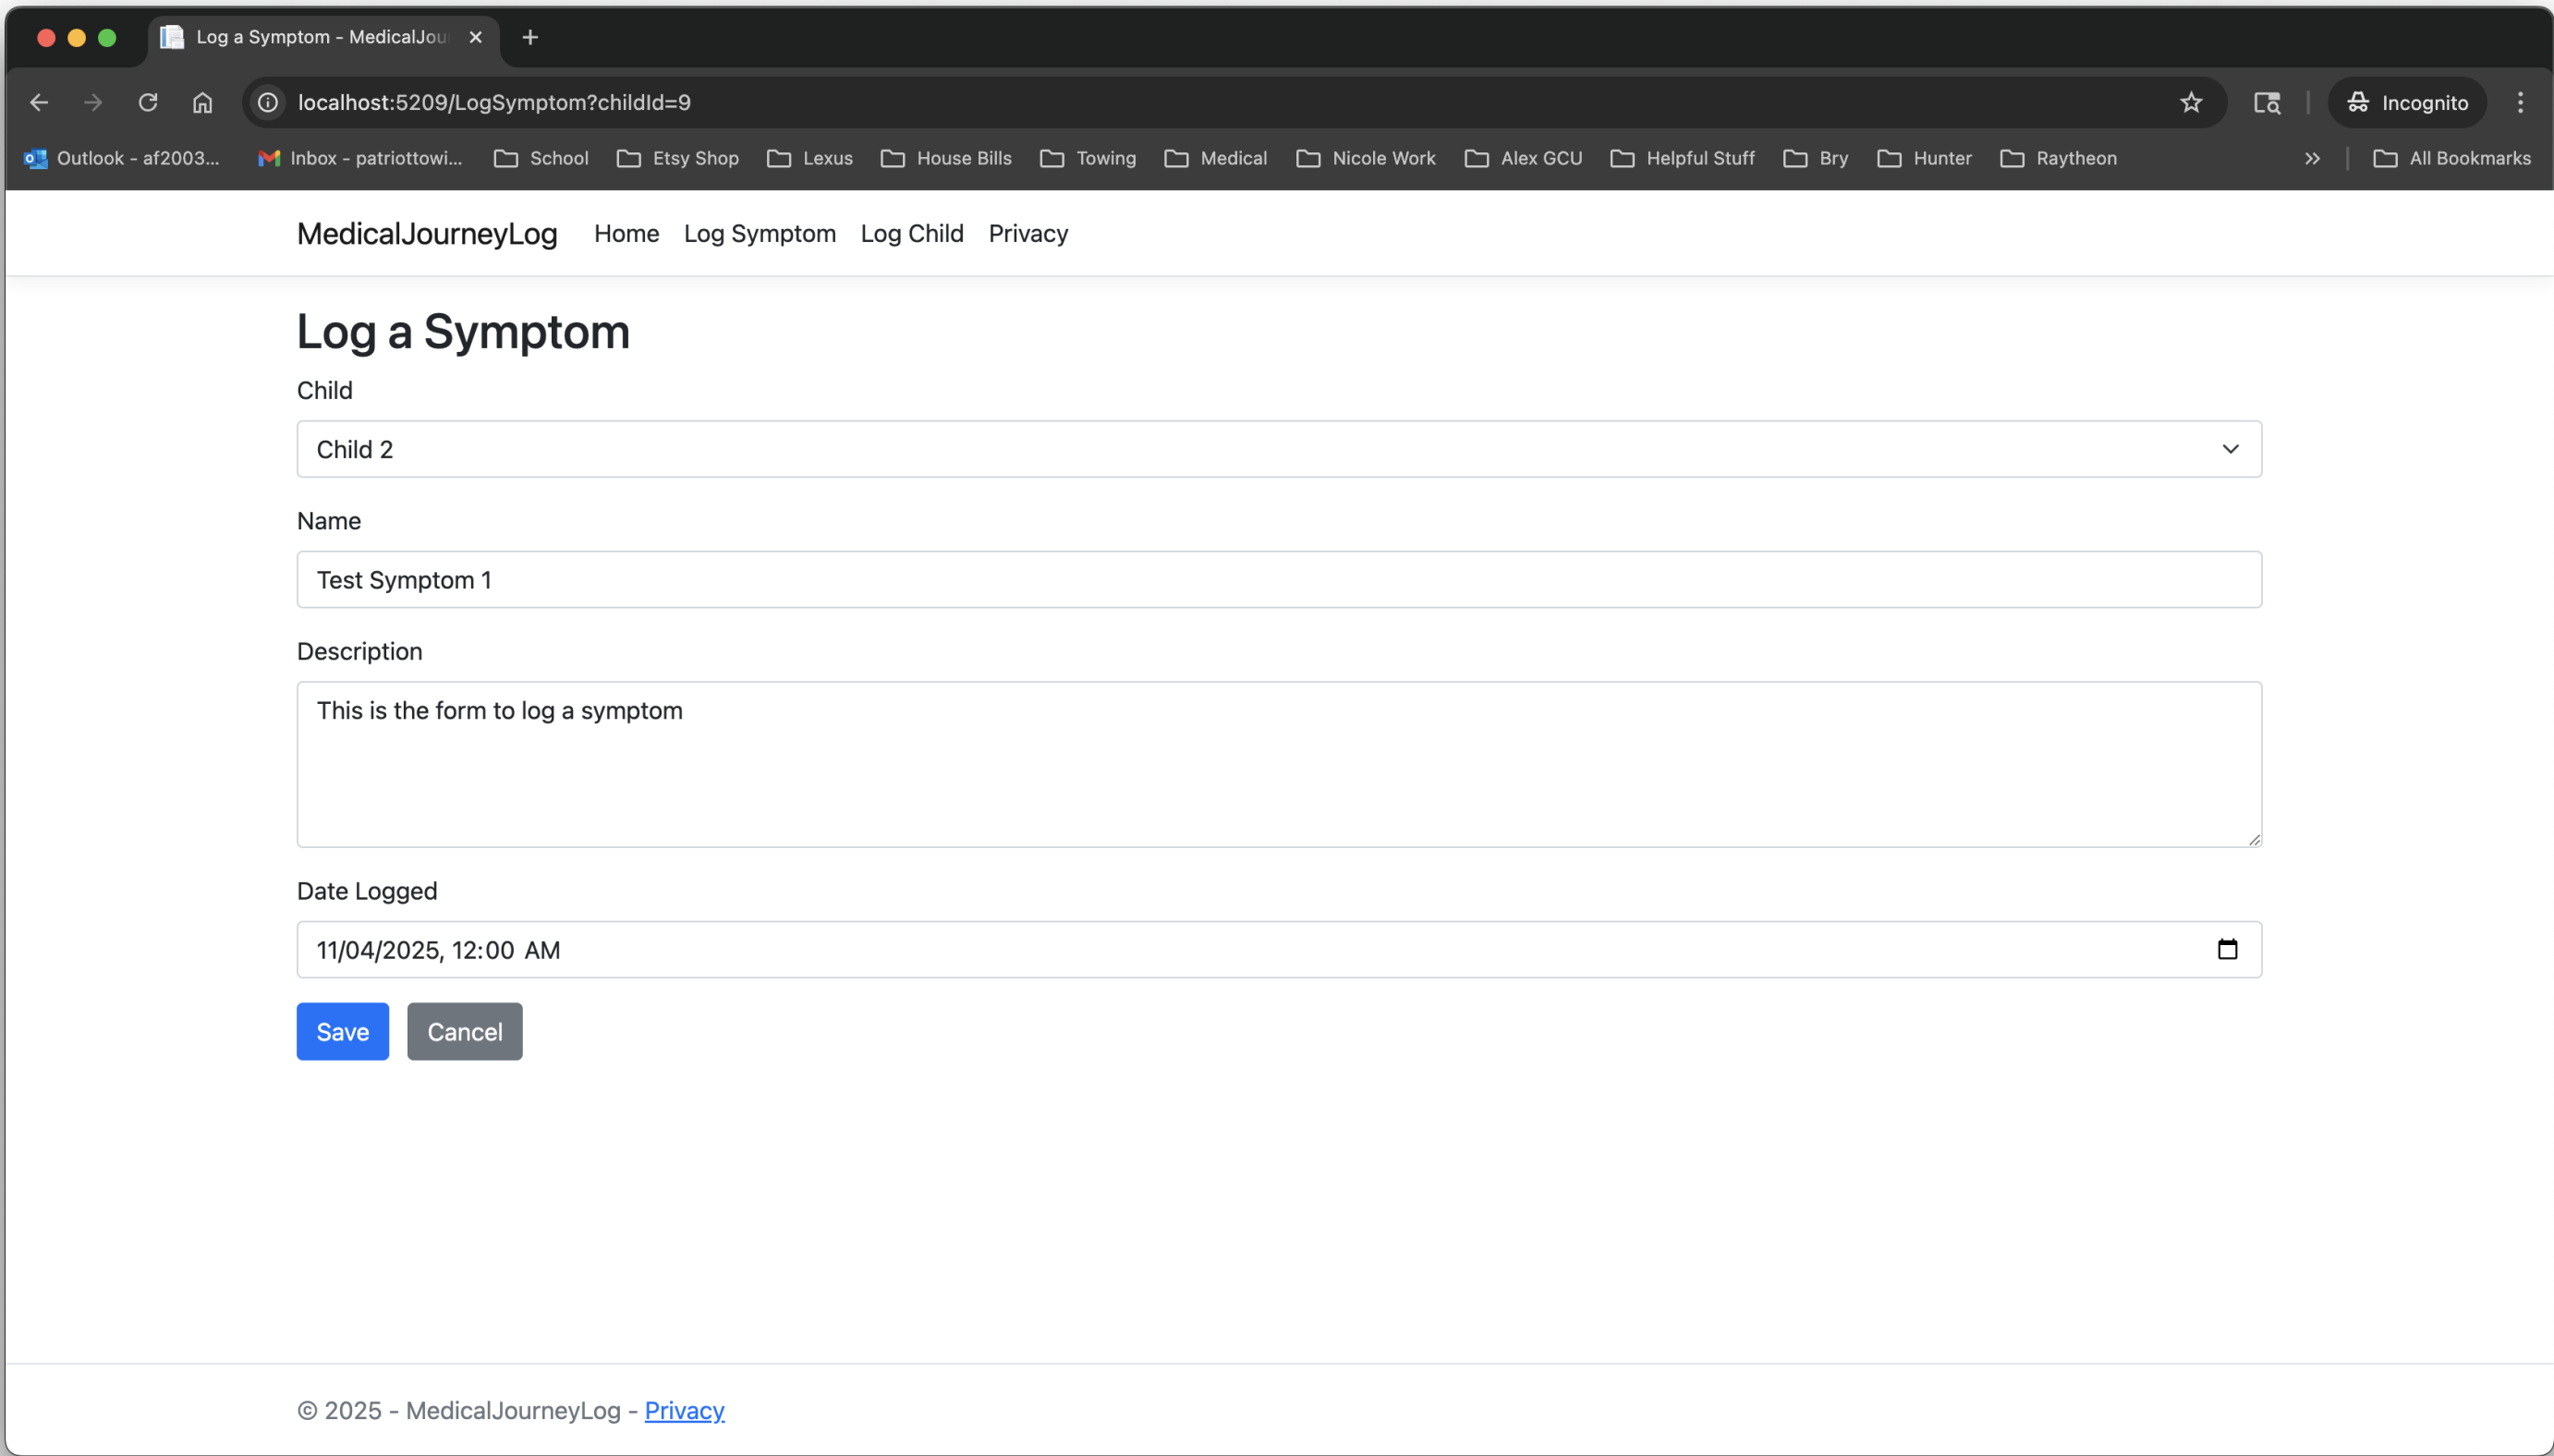 Log a Symptom - MedicalJou
localhost:5209/LogSymptom?childId=9
Incognito
Outlook - af2003... Inbox - patriottowi... School Etsy Shop Lexus House Bills Towing Medical Nicole Work Alex GCU Helpful Stuff Bry Hunter Raytheon All Bookmarks
MedicalJourneyLog Home Log Symptom Log Child Privacy
Log a Symptom
Child
Child 2
Name
Test Symptom 1
Description
This is the form to log a symptom
Date Logged
11/04/2025, 12:00 AM
Save Cancel
© 2025 - MedicalJourneyLog - Privacy